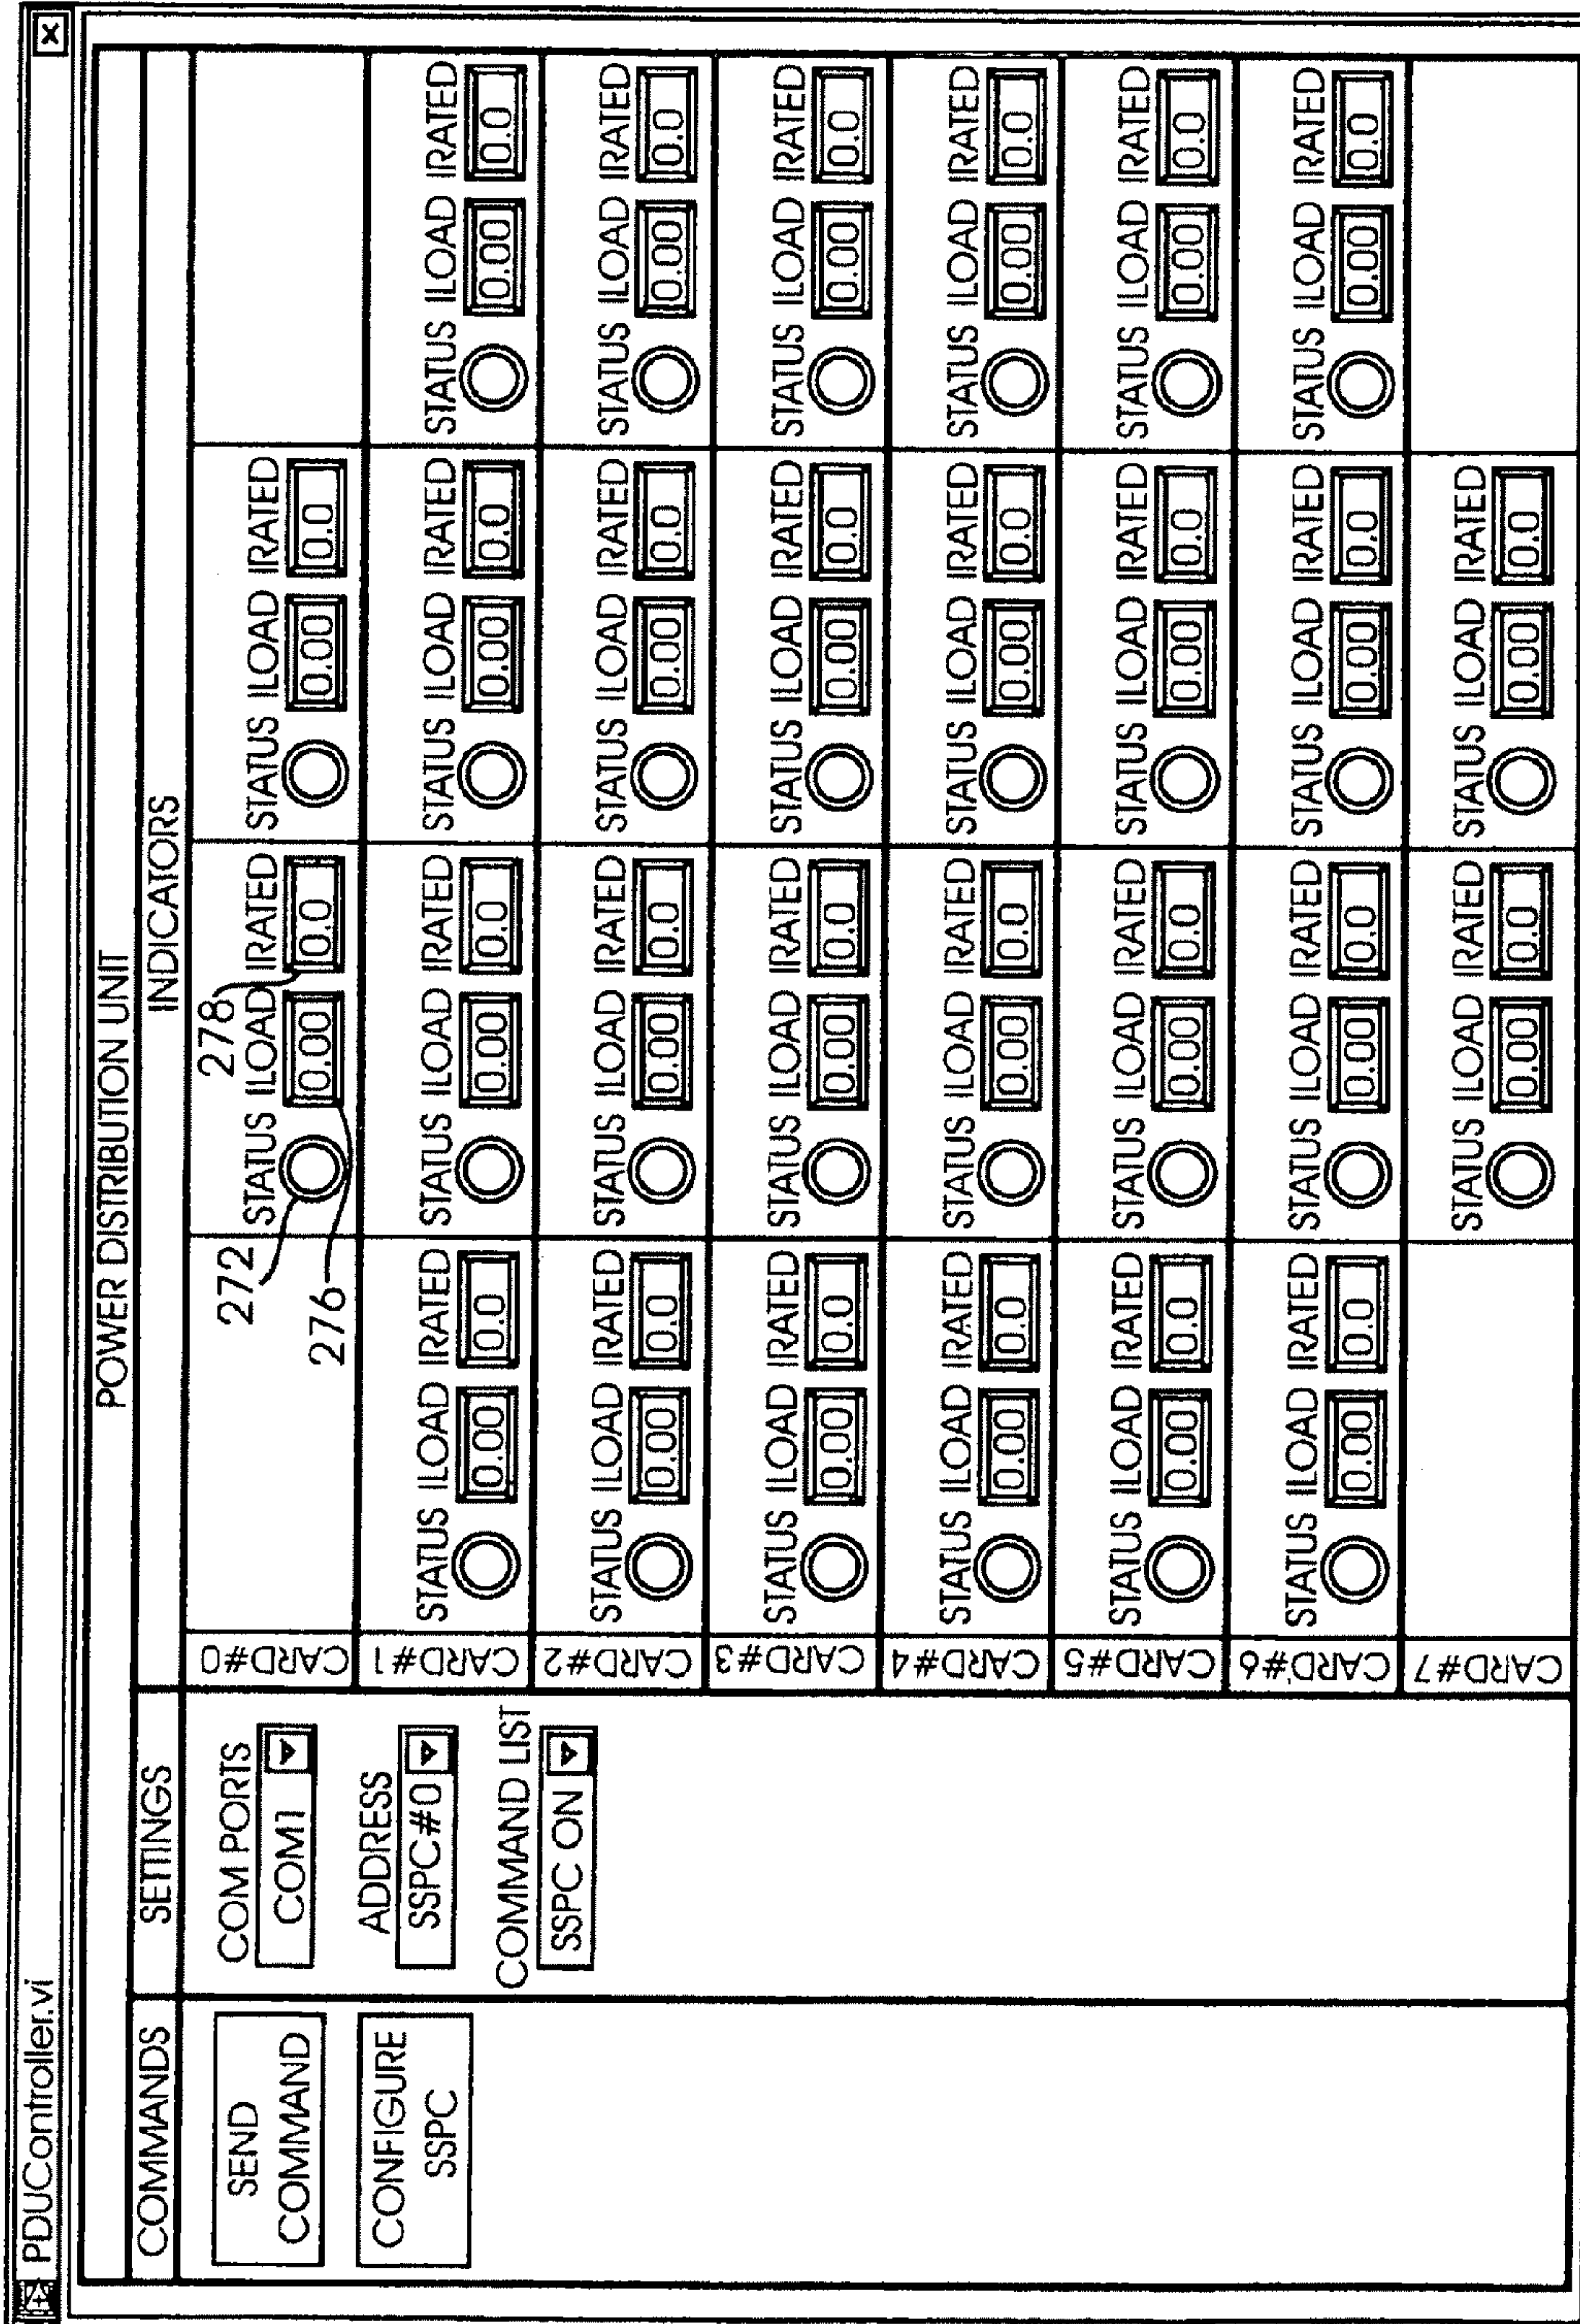 PDUController.vi
X
POWER DISTRIBUTION UNIT
COMMANDS SETTINGS INDICATORS
SEND
COMMAND
CONFIGURE
SSPC
COM PORTS
COM1
ADDRESS
SSPC#0
COMMAND LIST
SSPC ON
272
276
278
CARD#0
STATUS ILOAD IRATED STATUS ILOAD IRATED
0.00 0.0 0.00 0.0
CARD#1
STATUS ILOAD IRATED STATUS ILOAD IRATED STATUS ILOAD IRATED STATUS ILOAD IRATED
0.00 0.0 0.00 0.0 0.00 0.0 0.00 0.0
CARD#2
STATUS ILOAD IRATED STATUS ILOAD IRATED STATUS ILOAD IRATED STATUS ILOAD IRATED
0.00 0.0 0.00 0.0 0.00 0.0 0.00 0.0
CARD#3
STATUS ILOAD IRATED STATUS ILOAD IRATED STATUS ILOAD IRATED STATUS ILOAD IRATED
0.00 0.0 0.00 0.0 0.00 0.0 0.00 0.0
CARD#4
STATUS ILOAD IRATED STATUS ILOAD IRATED STATUS ILOAD IRATED STATUS ILOAD IRATED
0.00 0.0 0.00 0.0 0.00 0.0 0.00 0.0
CARD#5
STATUS ILOAD IRATED STATUS ILOAD IRATED STATUS ILOAD IRATED STATUS ILOAD IRATED
0.00 0.0 0.00 0.0 0.00 0.0 0.00 0.0
CARD#6
STATUS ILOAD IRATED STATUS ILOAD IRATED STATUS ILOAD IRATED STATUS ILOAD IRATED
0.00 0.0 0.00 0.0 0.00 0.0 0.00 0.0
CARD#7
STATUS ILOAD IRATED STATUS ILOAD IRATED
0.00 0.0 0.00 0.0